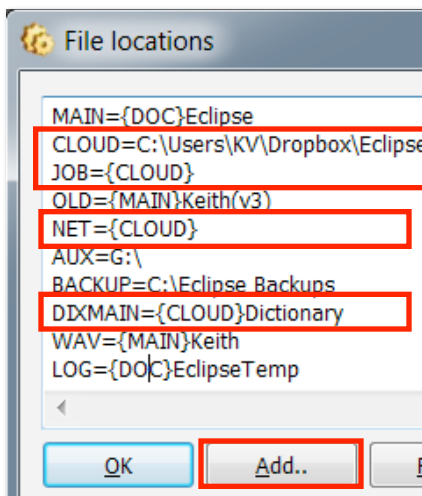 File locations
MAIN={DOC}Eclipse
CLOUD=C:\Users\KV\Dropbox\Eclipse
JOB={CLOUD}
OLD={MAIN}Keith(v3)
NET={CLOUD}
AUX=G:\
BACKUP=C:\Eclipse Backups
DIXMAIN={CLOUD}Dictionary
WAV={MAIN}Keith
LOG={DOC}EclipseTemp
OK Add..